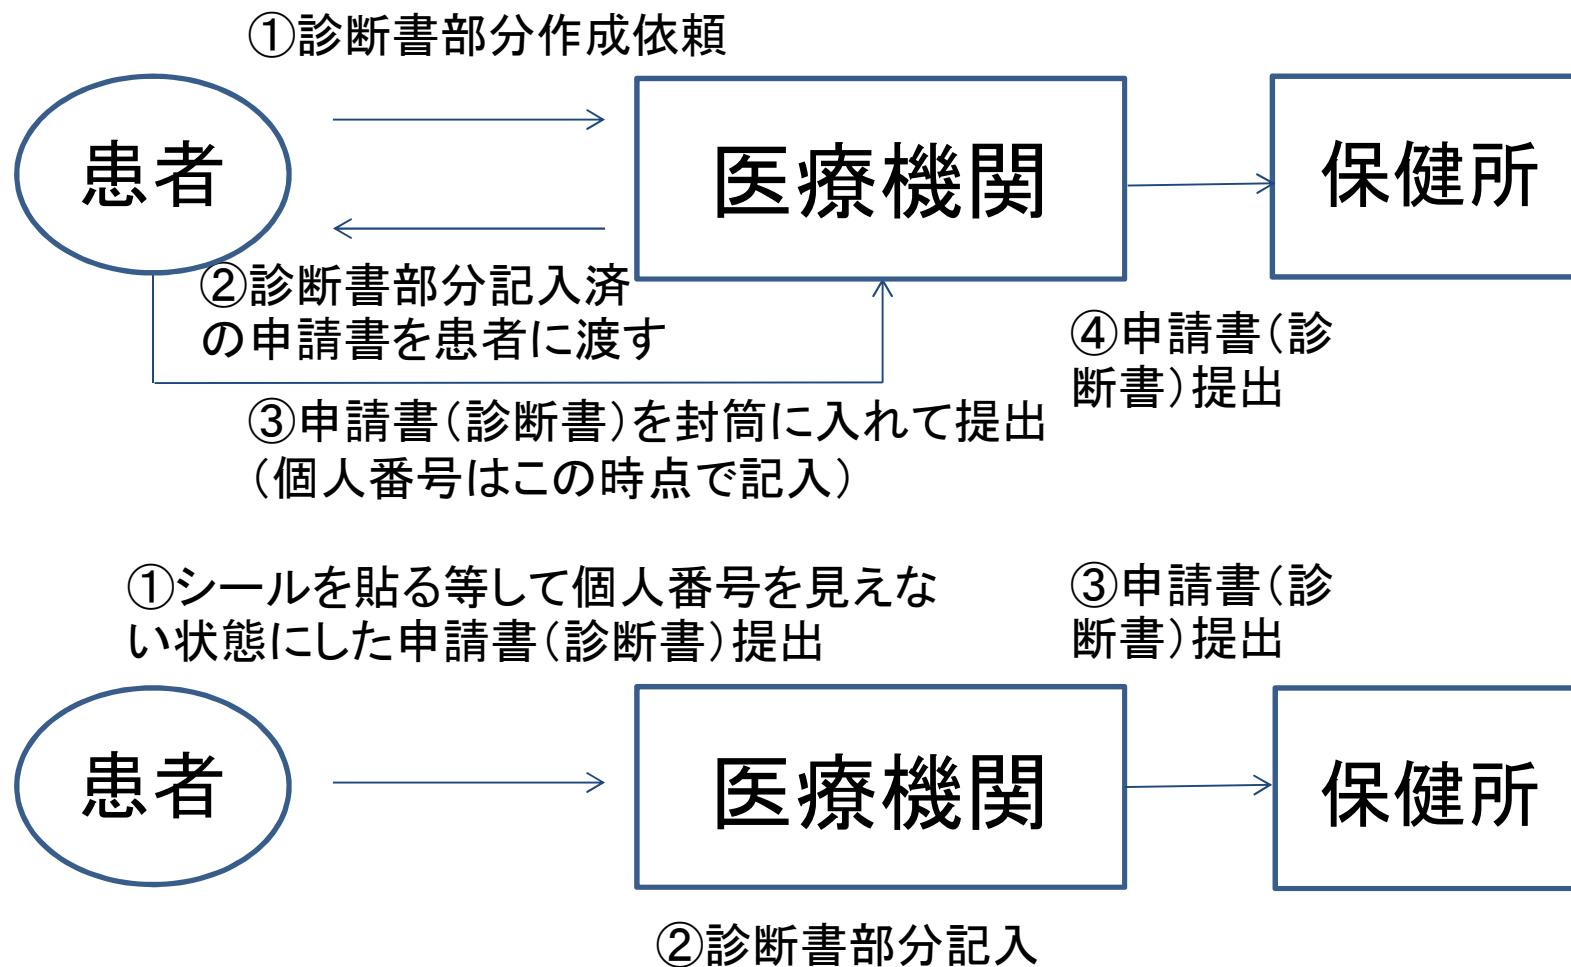 ①診断書部分作成依頼
患者
医療機関
保健所
②診断書部分記入済
の申請書を患者に渡す
④申請書（診
断書）提出
③申請書（診断書）を封筒に入れて提出
（個人番号はこの時点で記入）
①シールを貼る等して個人番号を見えな
い状態にした申請書（診断書）提出
③申請書（診
断書）提出
患者
医療機関
保健所
②診断書部分記入